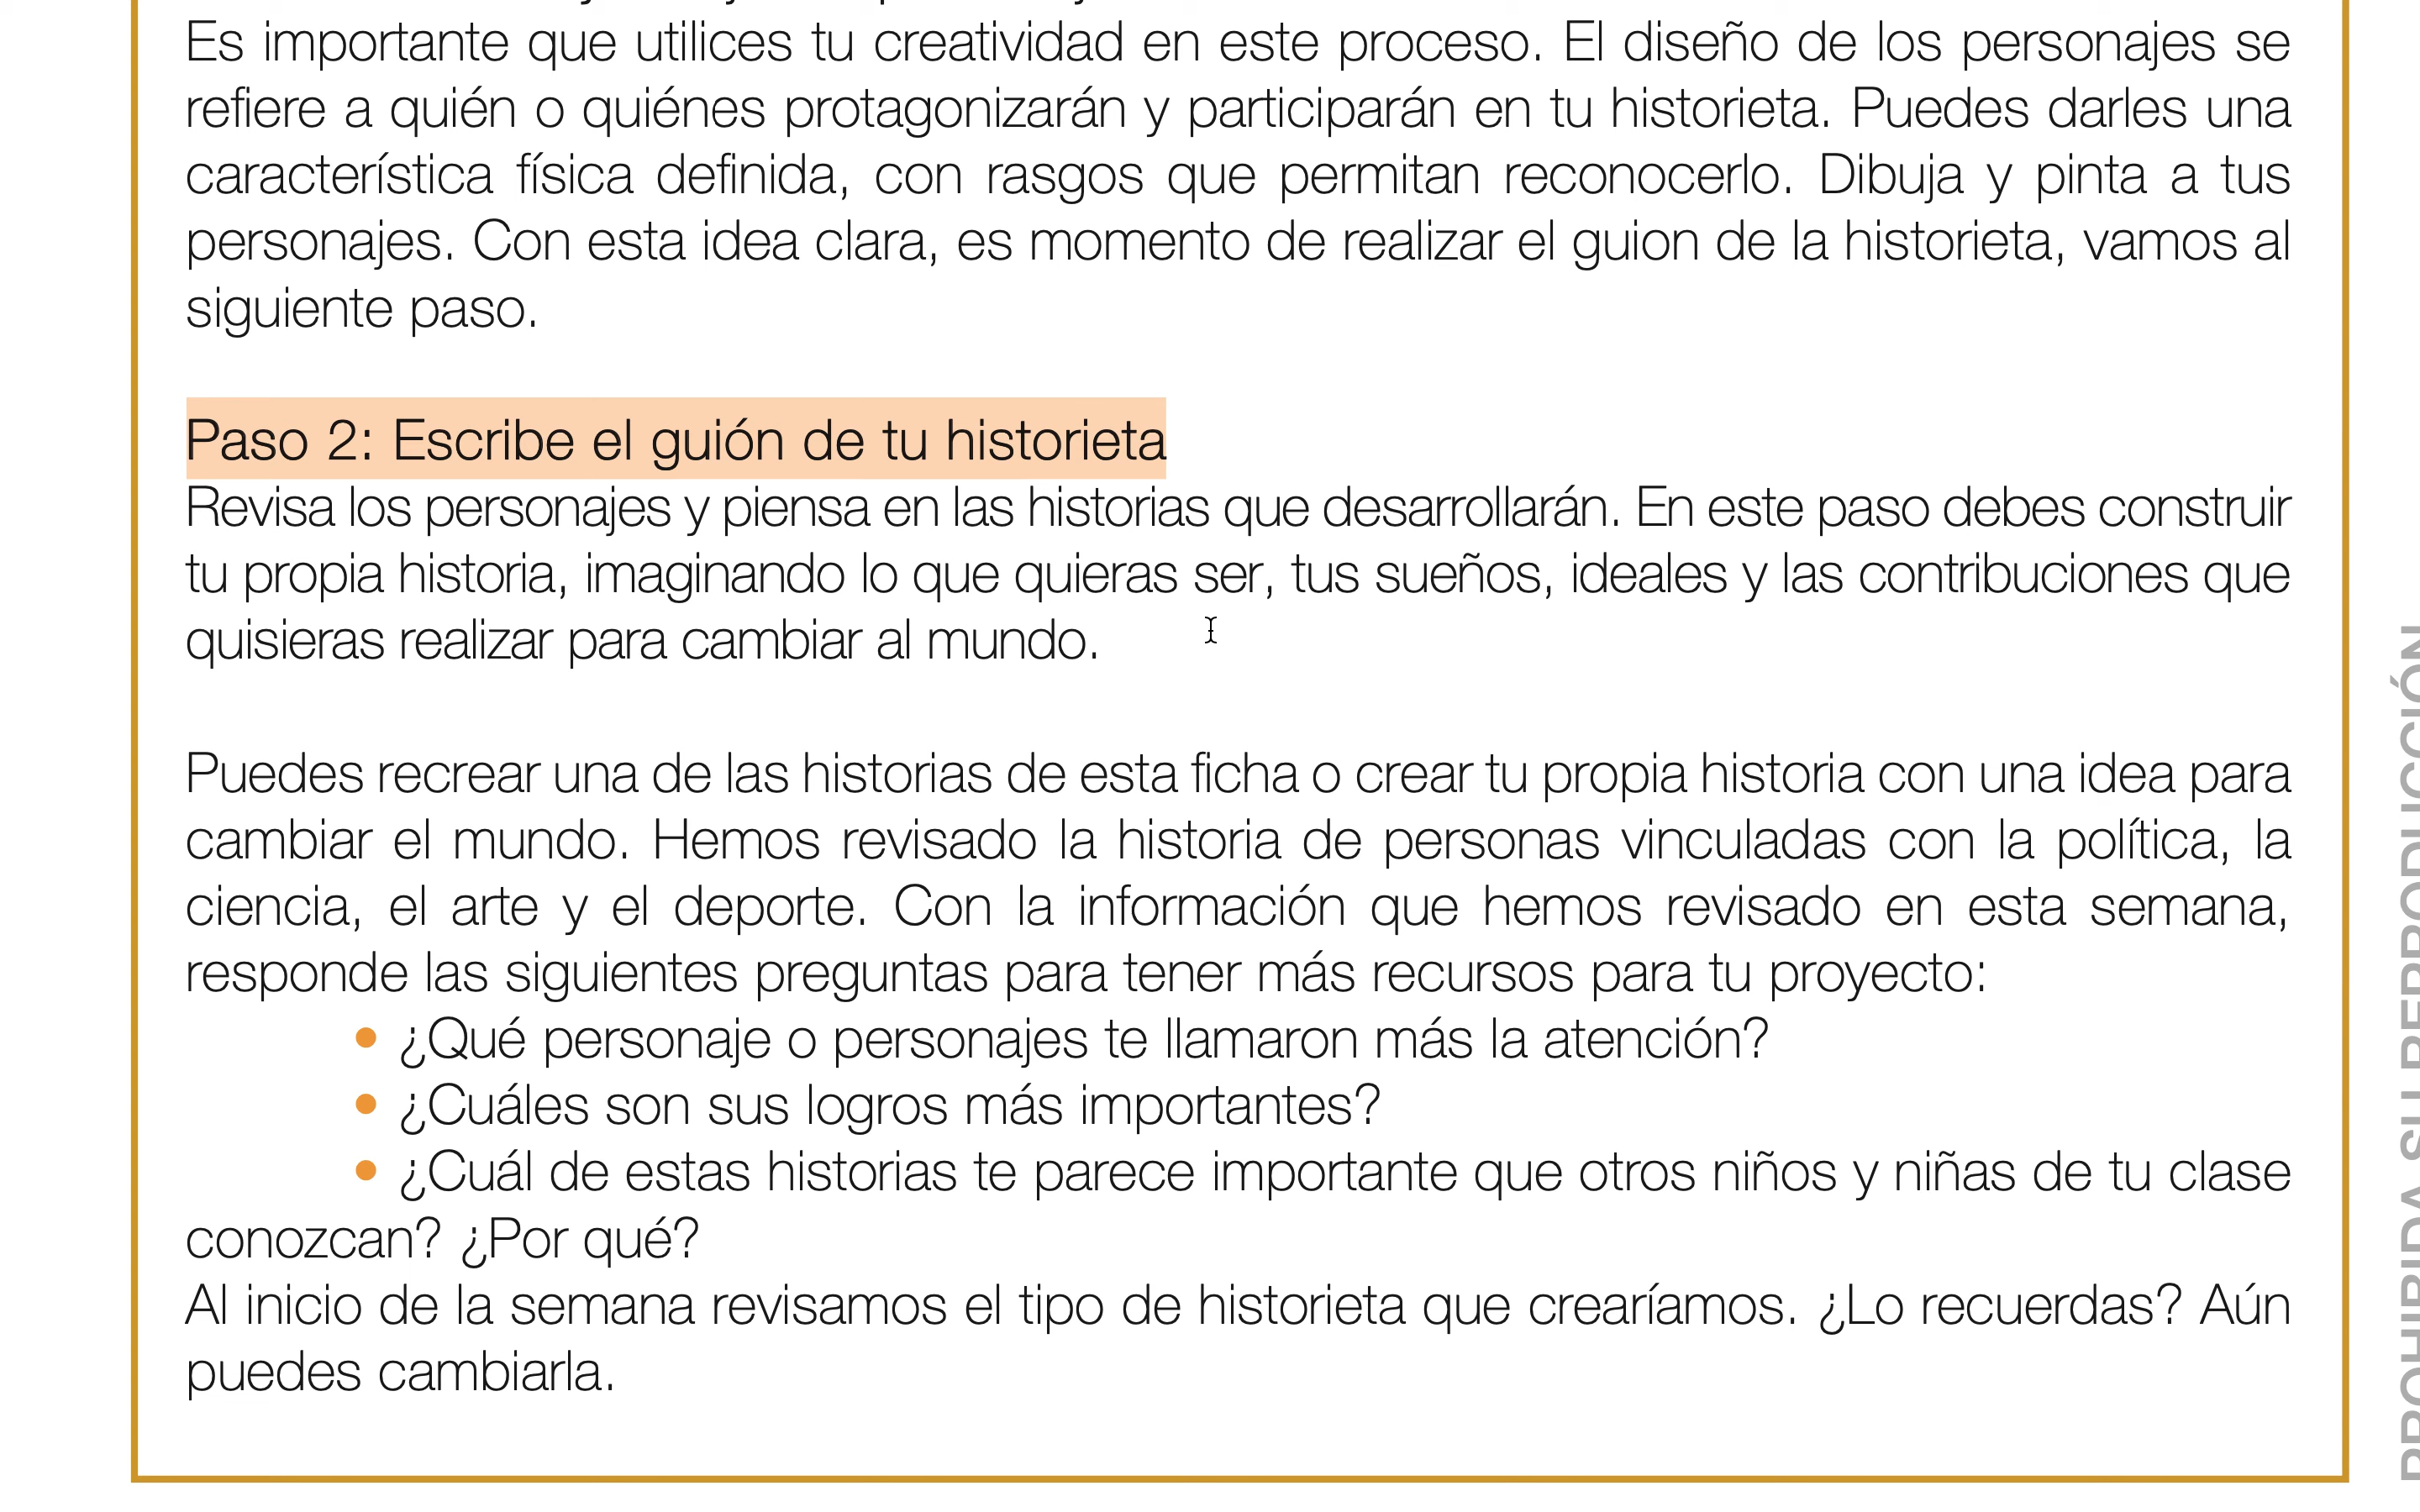 Es importante que utilices tu creatividad en este proceso. El diseño de los personajes se
refiere a quién o quiénes protagonizarán y participarán en tu historieta. Puedes darles una
característica física definida, con rasgos que permitan reconocerlo. Dibuja y pinta a tus
personajes. Con esta idea clara, es momento de realizar el guion de la historieta, vamos al
siguiente paso.
Paso 2: Escribe el guión de tu historieta
Revisa los personajes y piensa en las historias que desarrollarán. En este paso debes construir
tu propia historia, imaginando lo que quieras ser, tus sueños, ideales y las contribuciones que
quisieras realizar para cambiar al mundo.
Puedes recrear una de las historias de esta ficha o crear tu propia historia con una idea para
cambiar el mundo. Hemos revisado la historia de personas vinculadas con la política, la
ciencia, el arte y el deporte. Con la información que hemos revisado en esta semana,
responde las siguientes preguntas para tener más recursos para tu proyecto:
• ¿Qué personaje o personajes te llamaron más la atención?
• ¿Cuáles son sus logros más importantes?
• ¿Cuál de estas historias te parece importante que otros niños y niñas de tu clase
conozcan? ¿Por qué?
Al inicio de la semana revisamos el tipo de historieta que crearíamos. ¿Lo recuerdas? Aún
puedes cambiarla.
PROHIBIDA SU REPRODUCCIÓN